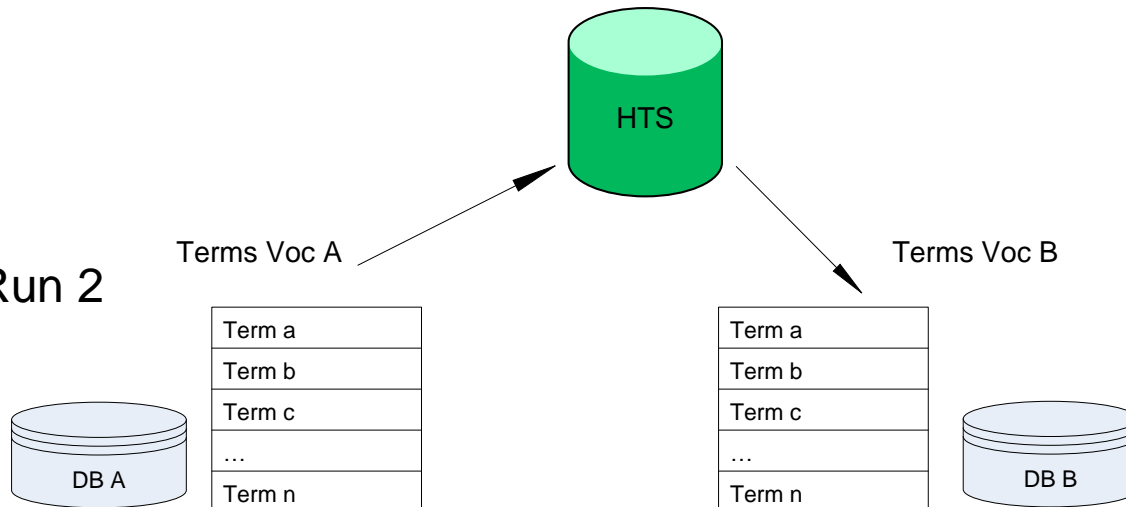 HTS
Terms Voc A
Terms Voc B
Run 2
Term a
Term b
Term c
…
Term n
DB A
Term a
Term b
Term c
…
Term n
DB B